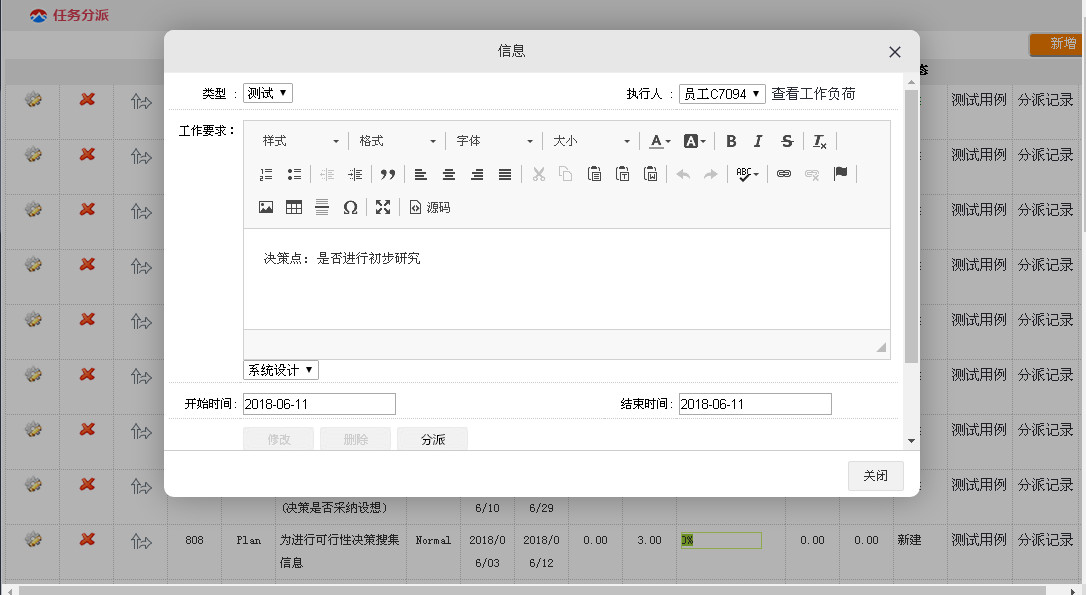 任务分派
新增
信息
态
类型 : 测试
执行人 : 员工C7094 查看工作负荷
工作要求:
样式 格式 字体 大小
源码
决策点: 是否进行初步研究
系统设计
开始时间: 2018-06-11
结束时间: 2018-06-11
修改 删除 分派
关闭
测试用例 分派记录
测试用例 分派记录
测试用例 分派记录
测试用例 分派记录
测试用例 分派记录
测试用例 分派记录
测试用例 分派记录
测试用例 分派记录
(决策是否采纳设想) 6/10 6/29
808 Plan 为进行可行性决策搜集 Normal 2018/0 2018/0 0.00 3.00 0% 0.00 0.00 新建 测试用例 分派记录
信息 6/03 6/12